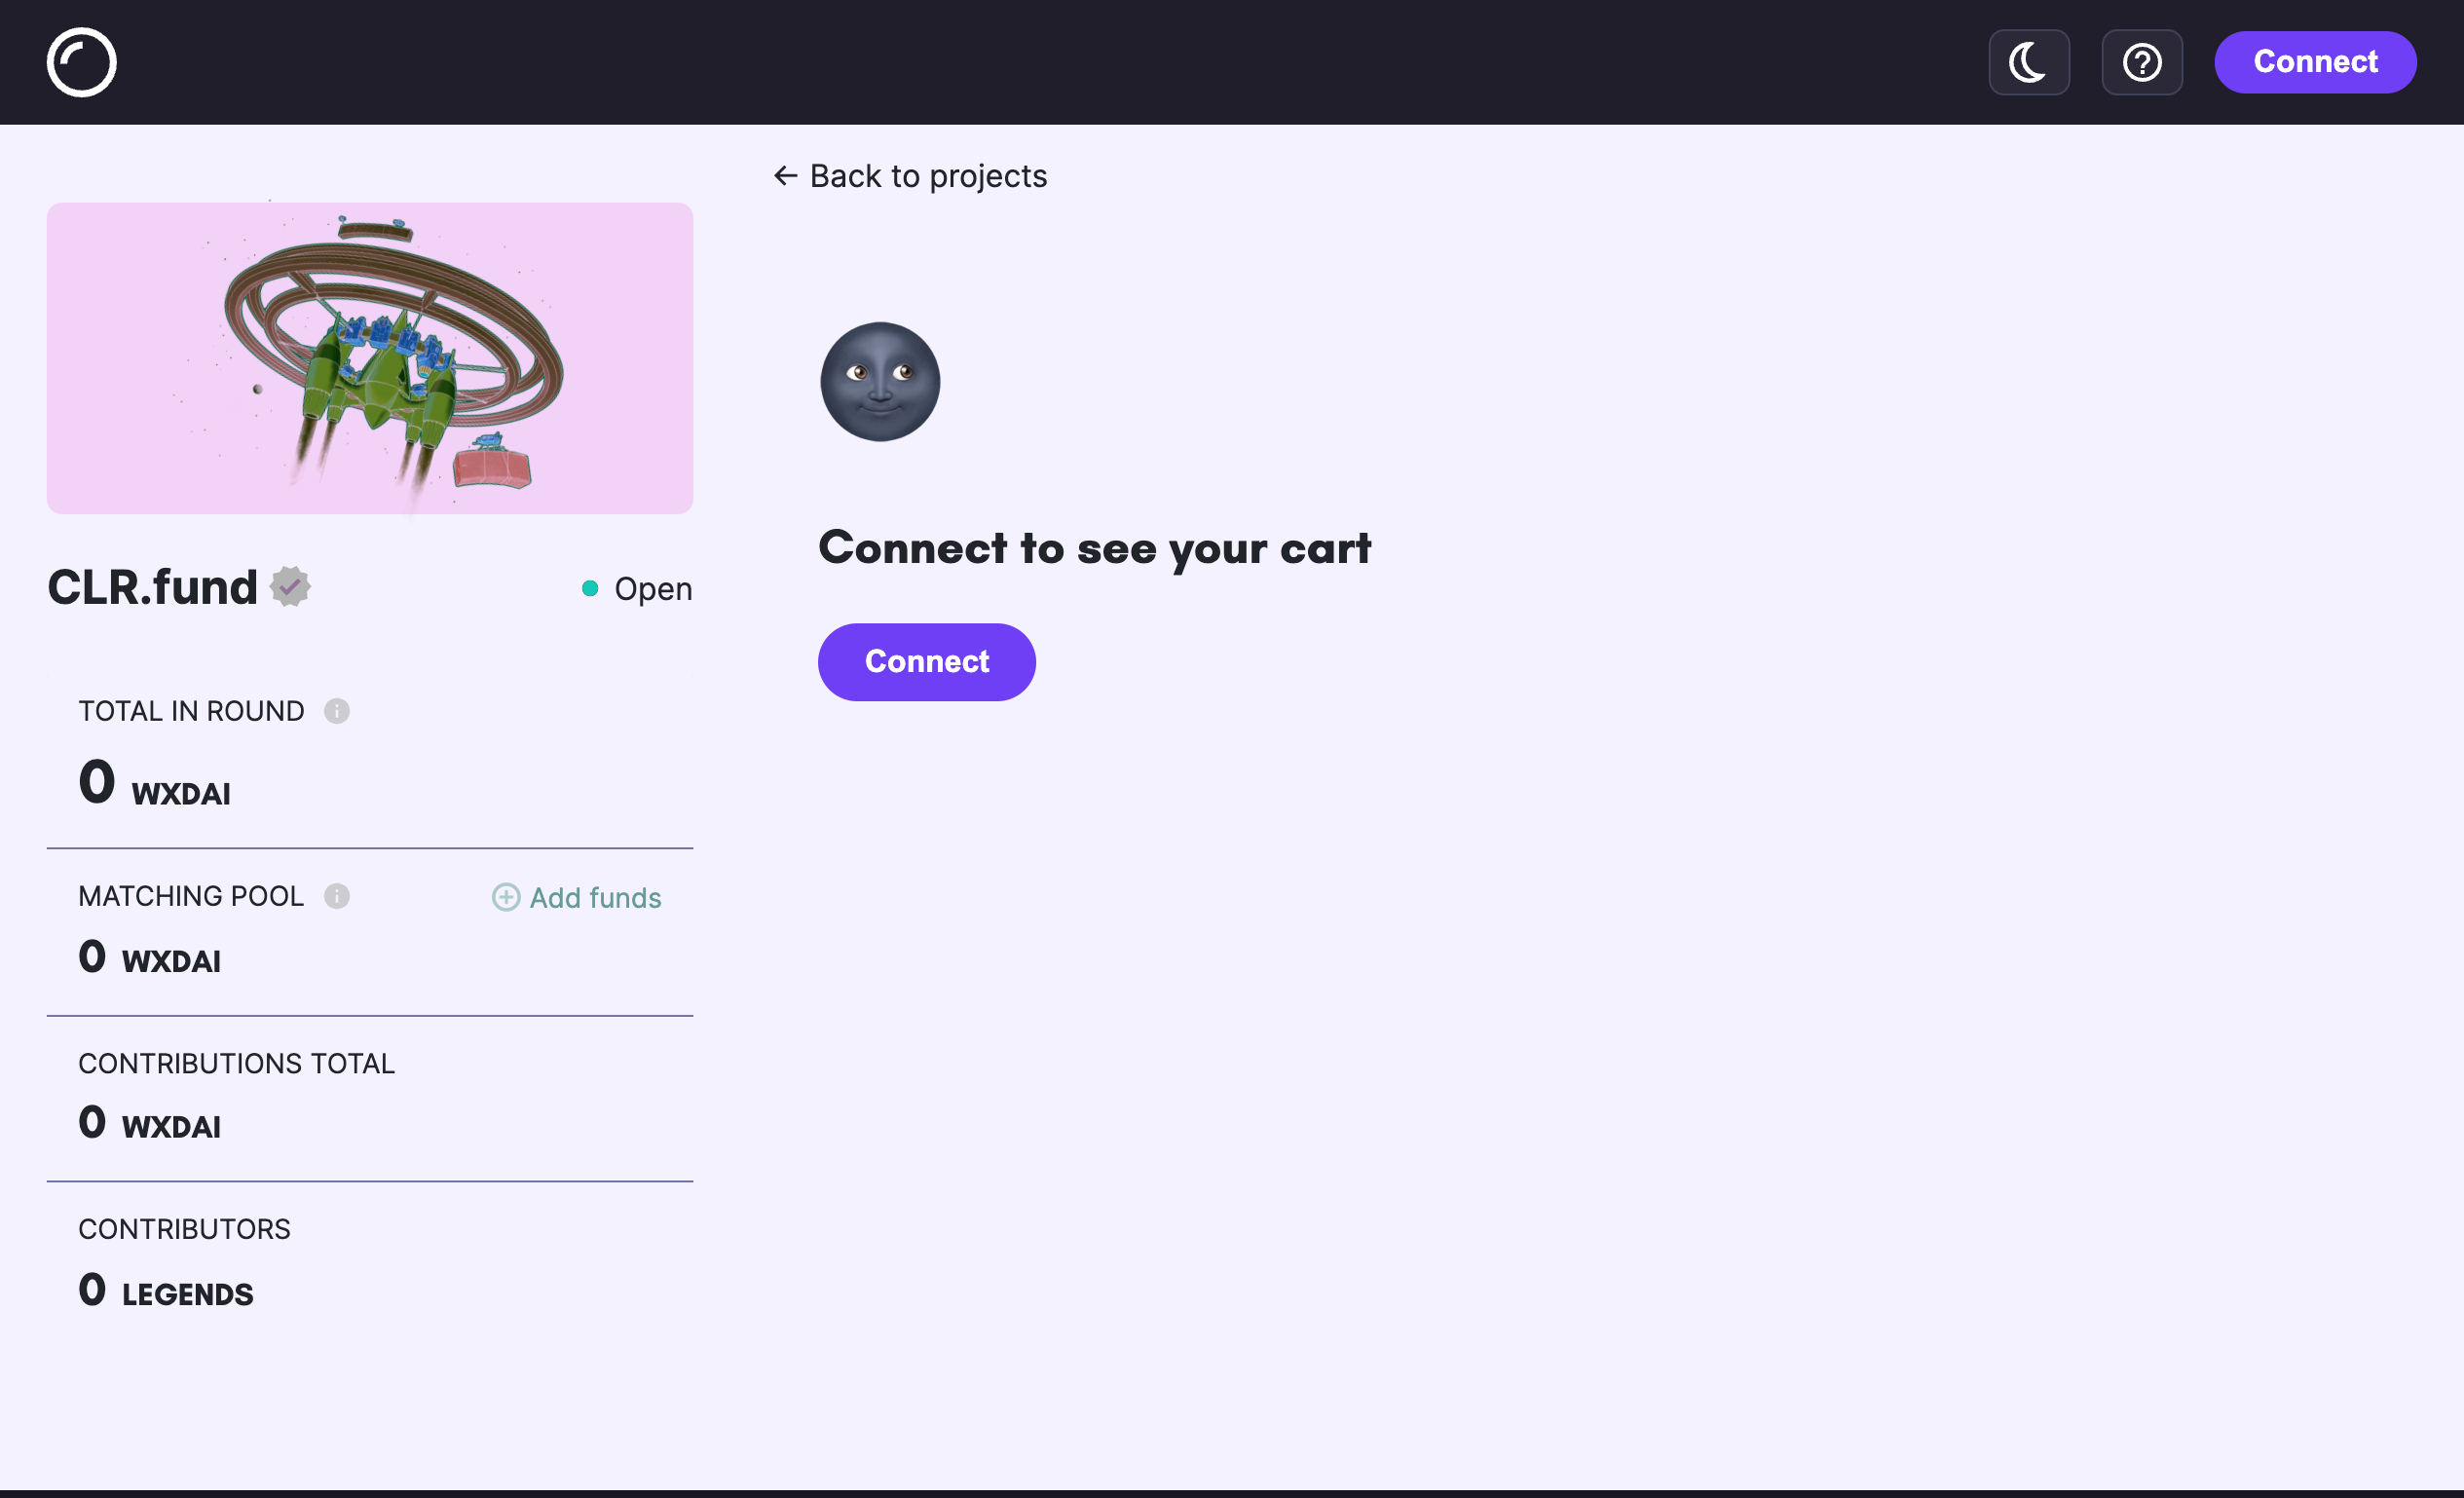 Connect
← Back to projects
CLR.fund
Open
TOTAL IN ROUND
0 WXDAI
MATCHING POOL
Add funds
0 WXDAI
CONTRIBUTIONS TOTAL
0 WXDAI
CONTRIBUTORS
0 LEGENDS
Connect to see your cart
Connect